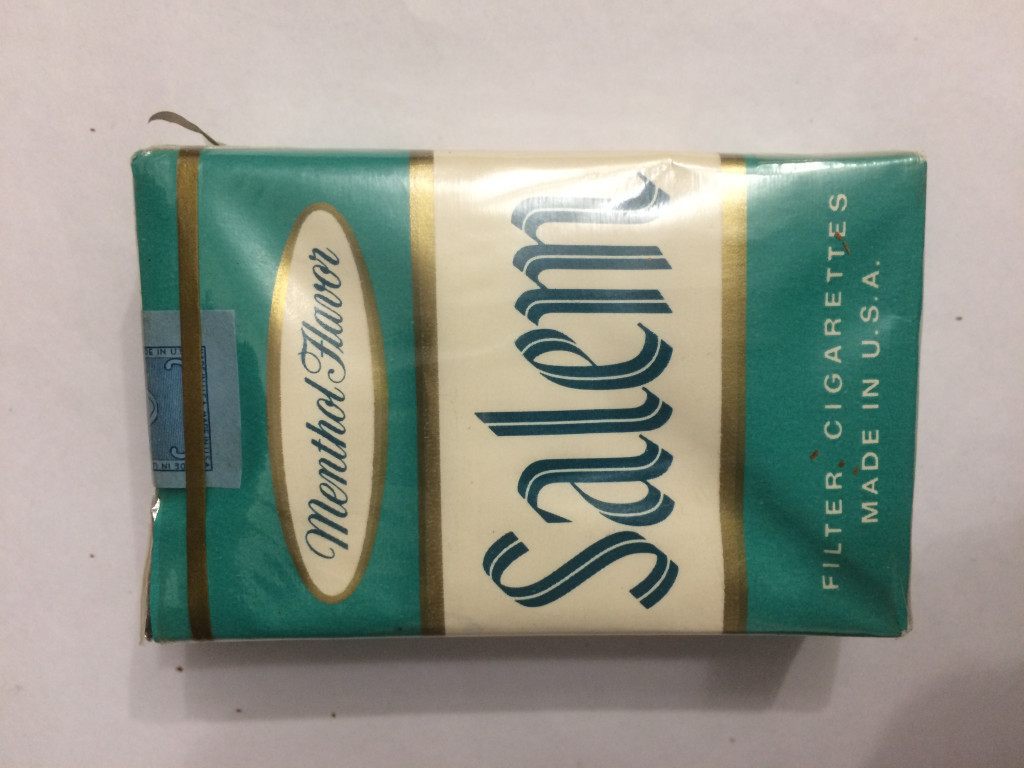 Menthol Flavor
Salem
FILTER CIGARETTES
MADE IN U.S.A.